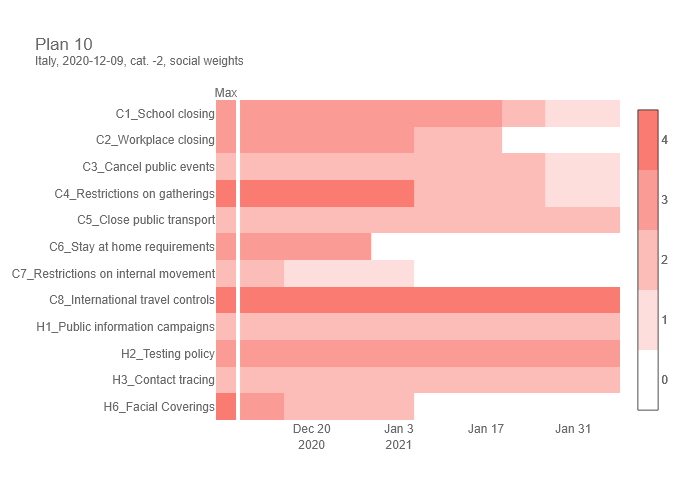 Plan 10
Italy, 2020-12-09, cat. -2, social weights
Max
C1_School closing
C2_Workplace closing
C3_Cancel public events
C4_Restrictions on gatherings
C5_Close public transport
C6_Stay at home requirements
C7_Restrictions on internal movement
C8_International travel controls
H1_Public information campaigns
H2_Testing policy
H3_Contact tracing
H6_Facial Coverings
Dec 20 Jan 3 Jan 17 Jan 31
2020 2021
4
3
2
1
0